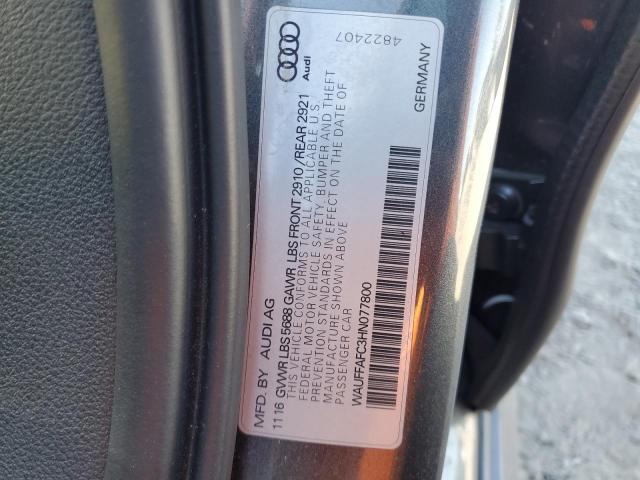 MFD. BY AUDI AG
Audi
11 16 GVWR LBS 5688 GAWR LBS FRONT 2910 / REAR 2921
THIS VEHICLE CONFORMS TO ALL APPLICABLE U S
FEDERAL MOTOR VEHICLE SAFETY, BUMPER AND THEFT
PREVENTION STANDARDS IN EFFECT ON THE DATE OF
MANUFACTURE SHOWN ABOVE
PASSENGER CAR
WAUFFAFC3HN077800
4822407
GERMANY